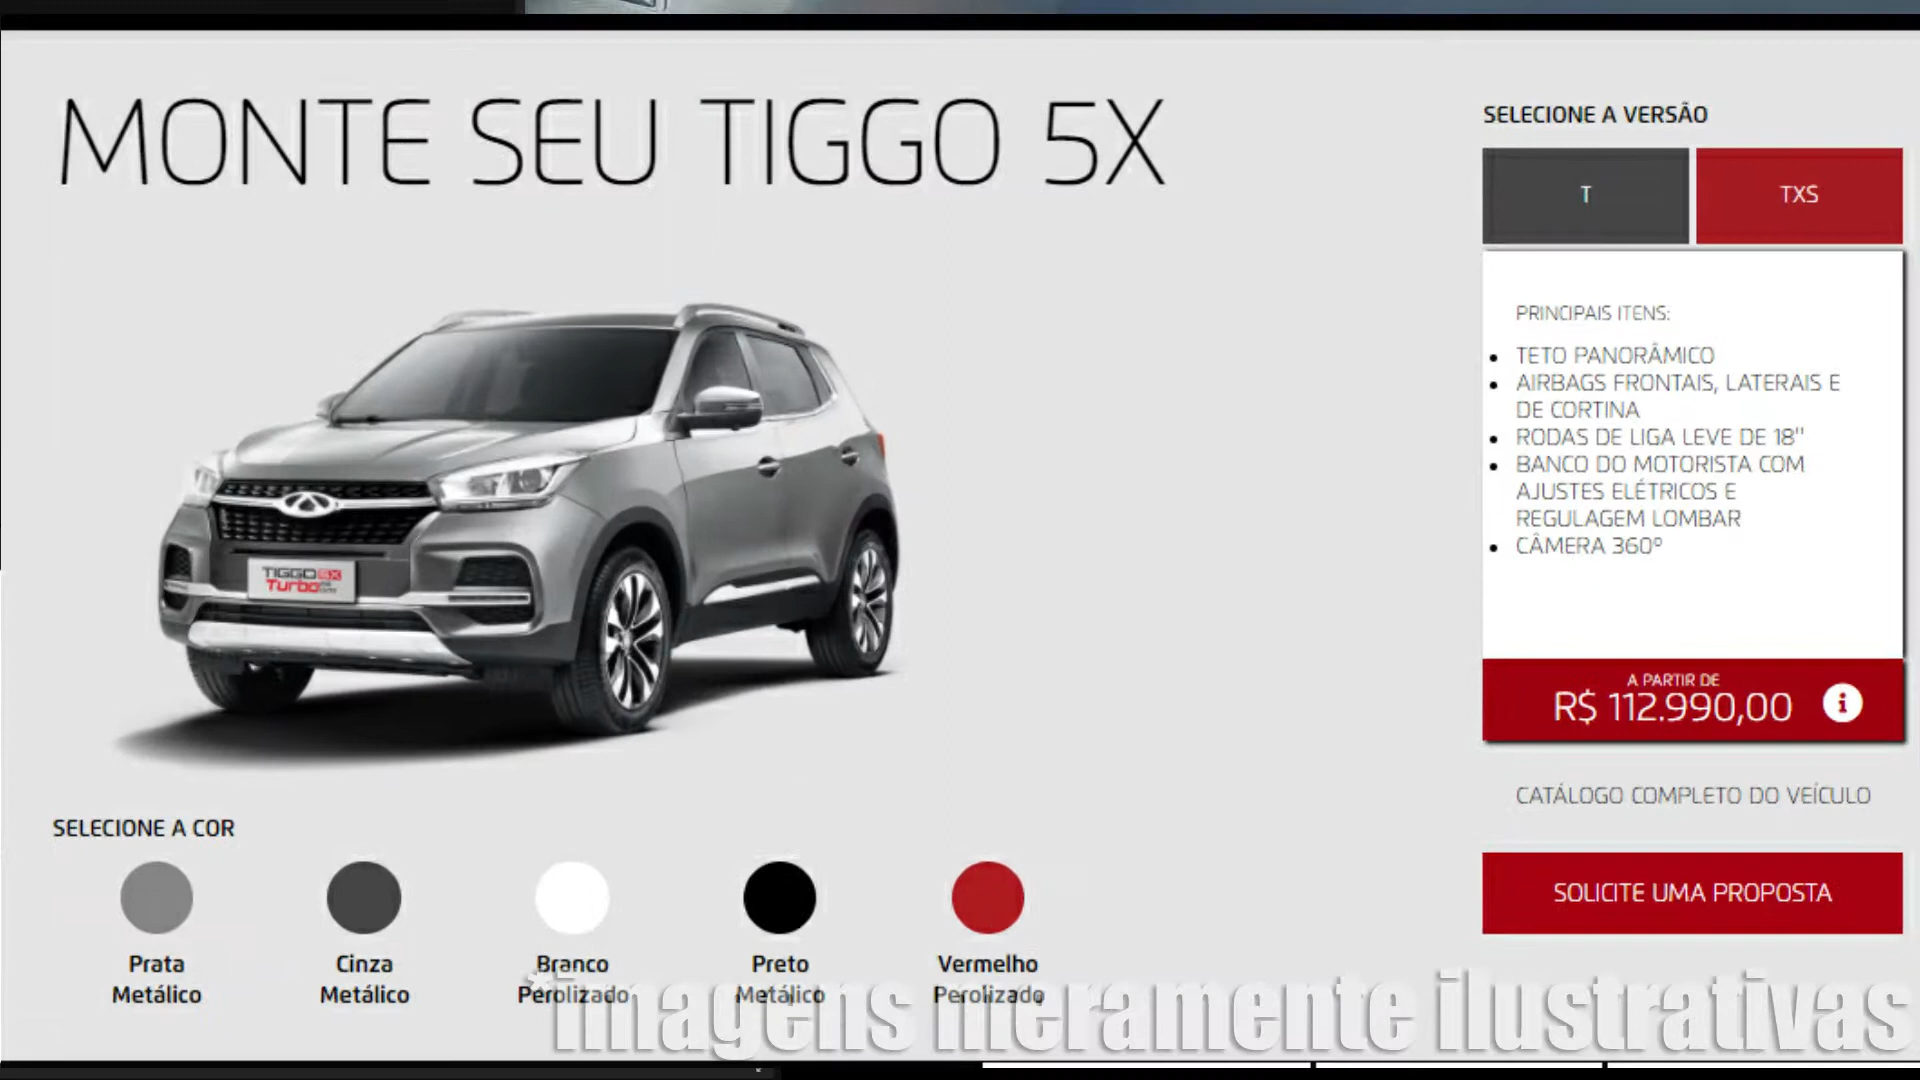 MONTE SEU TIGGO 5X
SELECIONE A VERSÃO
T
TXS
PRINCIPAIS ITENS:
TETO PANORÂMICO
AIRBAGS FRONTAIS, LATERAIS E
DE CORTINA
RODAS DE LIGA LEVE DE 18"
BANCO DO MOTORISTA COM
AJUSTES ELÉTRICOS E
REGULAGEM LOMBAR
CÂMERA 360º
A PARTIR DE
R$ 112.990,00
i
CATÁLOGO COMPLETO DO VEÍCULO
SOLICITE UMA PROPOSTA
TIGGO 5X
Turbo
SELECIONE A COR
Prata
Metálico
Cinza
Metálico
Branco
Perolizado
Preto
Metálico
Vermelho
Perolizado
*imagens meramente ilustrativas